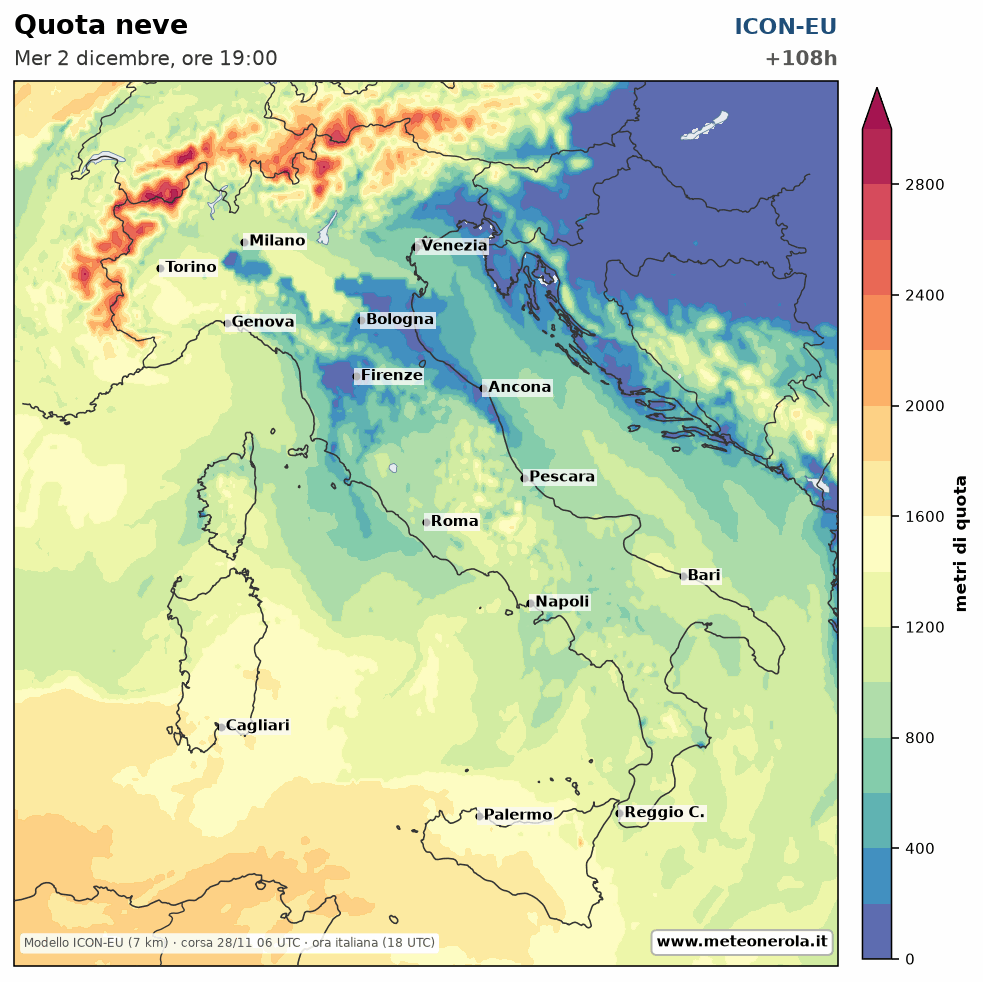 Quota neve
ICON-EU
Mer 2 dicembre, ore 19:00
+108h
Milano
Venezia
Torino
Genova
Bologna
Firenze
Ancona
Pescara
Roma
Bari
Napoli
Cagliari
Palermo
Reggio C.
2800
2400
2000
1600
1200
800
400
0
metri di quota
Modello ICON-EU (7 km) · corsa 28/11 06 UTC · ora italiana (18 UTC)
www.meteonerola.it